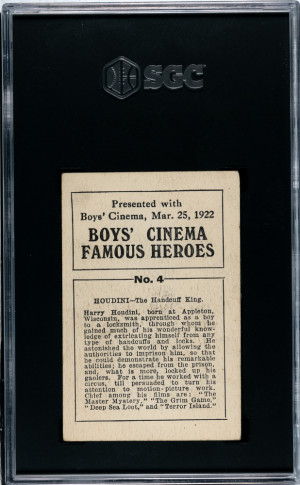 SGC
Presented with
Boys' Cinema, Mar. 25, 1922
BOYS' CINEMA
FAMOUS HEROES
No. 4
HOUDINI—The Handcuff King.
Harry Houdini, born at Appleton,
Wisconsin, was apprenticed as a boy
to a locksmith, through whom he
gained much of his wonderful know-
ledge of extricating himself from any
type of handcuffs and locks. He
astonished the world by allowing the
authorities to imprison him, so that
he could demonstrate his remarkable
abilities; he escaped from the prison,
and, what is more, locked up his
gaolers. For a time he worked with a
circus, till persuaded to turn his
attention to motion-picture work.
Chief among his films are: "The
Master Mystery," "The Grim Game,"
"Deep Sea Loot," and "Terror Island."